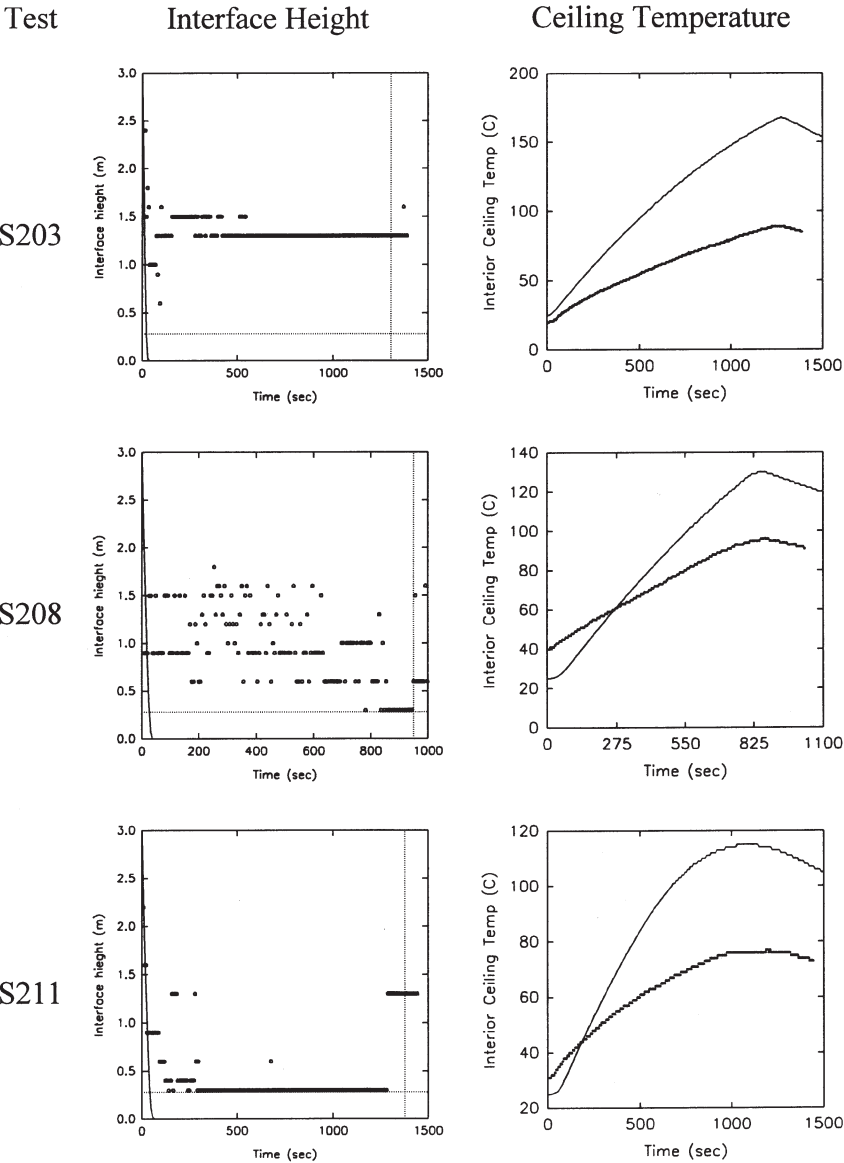 Test Interface Height Ceiling Temperature
S203
Interface hieght (m)
3.0
2.5
2.0
1.5
1.0
0.5
0.0
0 500 1000 1500
Time (sec)
Interior Ceiling Temp (C)
200
150
100
50
0
0 500 1000 1500
Time (sec)
S208
Interface hieght (m)
3.0
2.5
2.0
1.5
1.0
0.5
0.0
0 200 400 600 800 1000
Time (sec)
Interior Ceiling Temp (C)
140
120
100
80
60
40
20
0
0 275 550 825 1100
Time (sec)
S211
Interface hieght (m)
3.0
2.5
2.0
1.5
1.0
0.5
0.0
0 500 1000 1500
Time (sec)
Interior Ceiling Temp (C)
120
100
80
60
40
20
0 500 1000 1500
Time (sec)